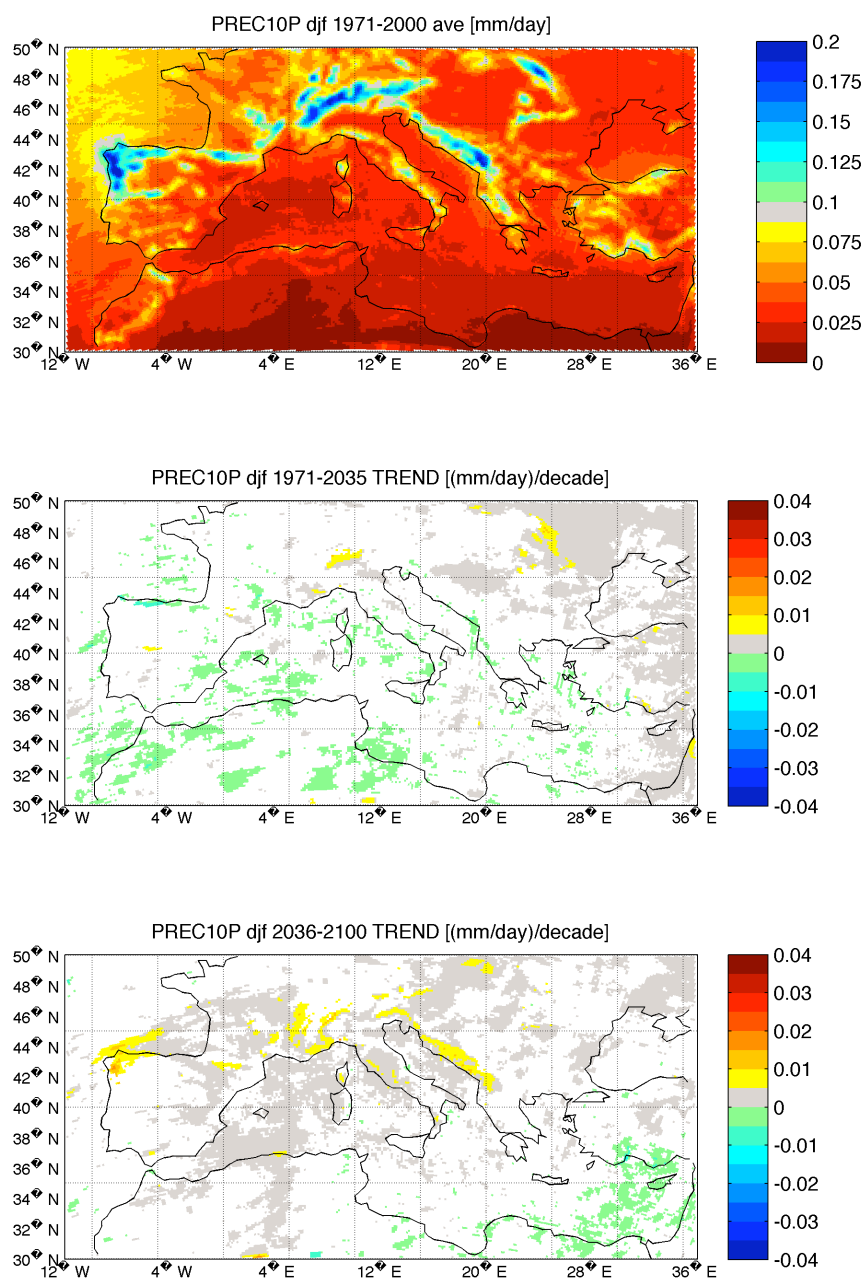 PREC10P djf 1971-2000 ave [mm/day]
50� N
48� N
46� N
44� N
42� N
40� N
38� N
36� N
34� N
32� N
30� N
12� W
4� W
4� E
12� E
20� E
28� E
36� E
0.2
0.175
0.15
0.125
0.1
0.075
0.05
0.025
0
PREC10P djf 1971-2035 TREND [(mm/day)/decade]
50� N
48� N
46� N
44� N
42� N
40� N
38� N
36� N
34� N
32� N
30� N
12� W
4� W
4� E
12� E
20� E
28� E
36� E
0.04
0.03
0.02
0.01
0
-0.01
-0.02
-0.03
-0.04
PREC10P djf 2036-2100 TREND [(mm/day)/decade]
50� N
48� N
46� N
44� N
42� N
40� N
38� N
36� N
34� N
32� N
30� N
12� W
4� W
4� E
12� E
20� E
28� E
36� E
0.04
0.03
0.02
0.01
0
-0.01
-0.02
-0.03
-0.04